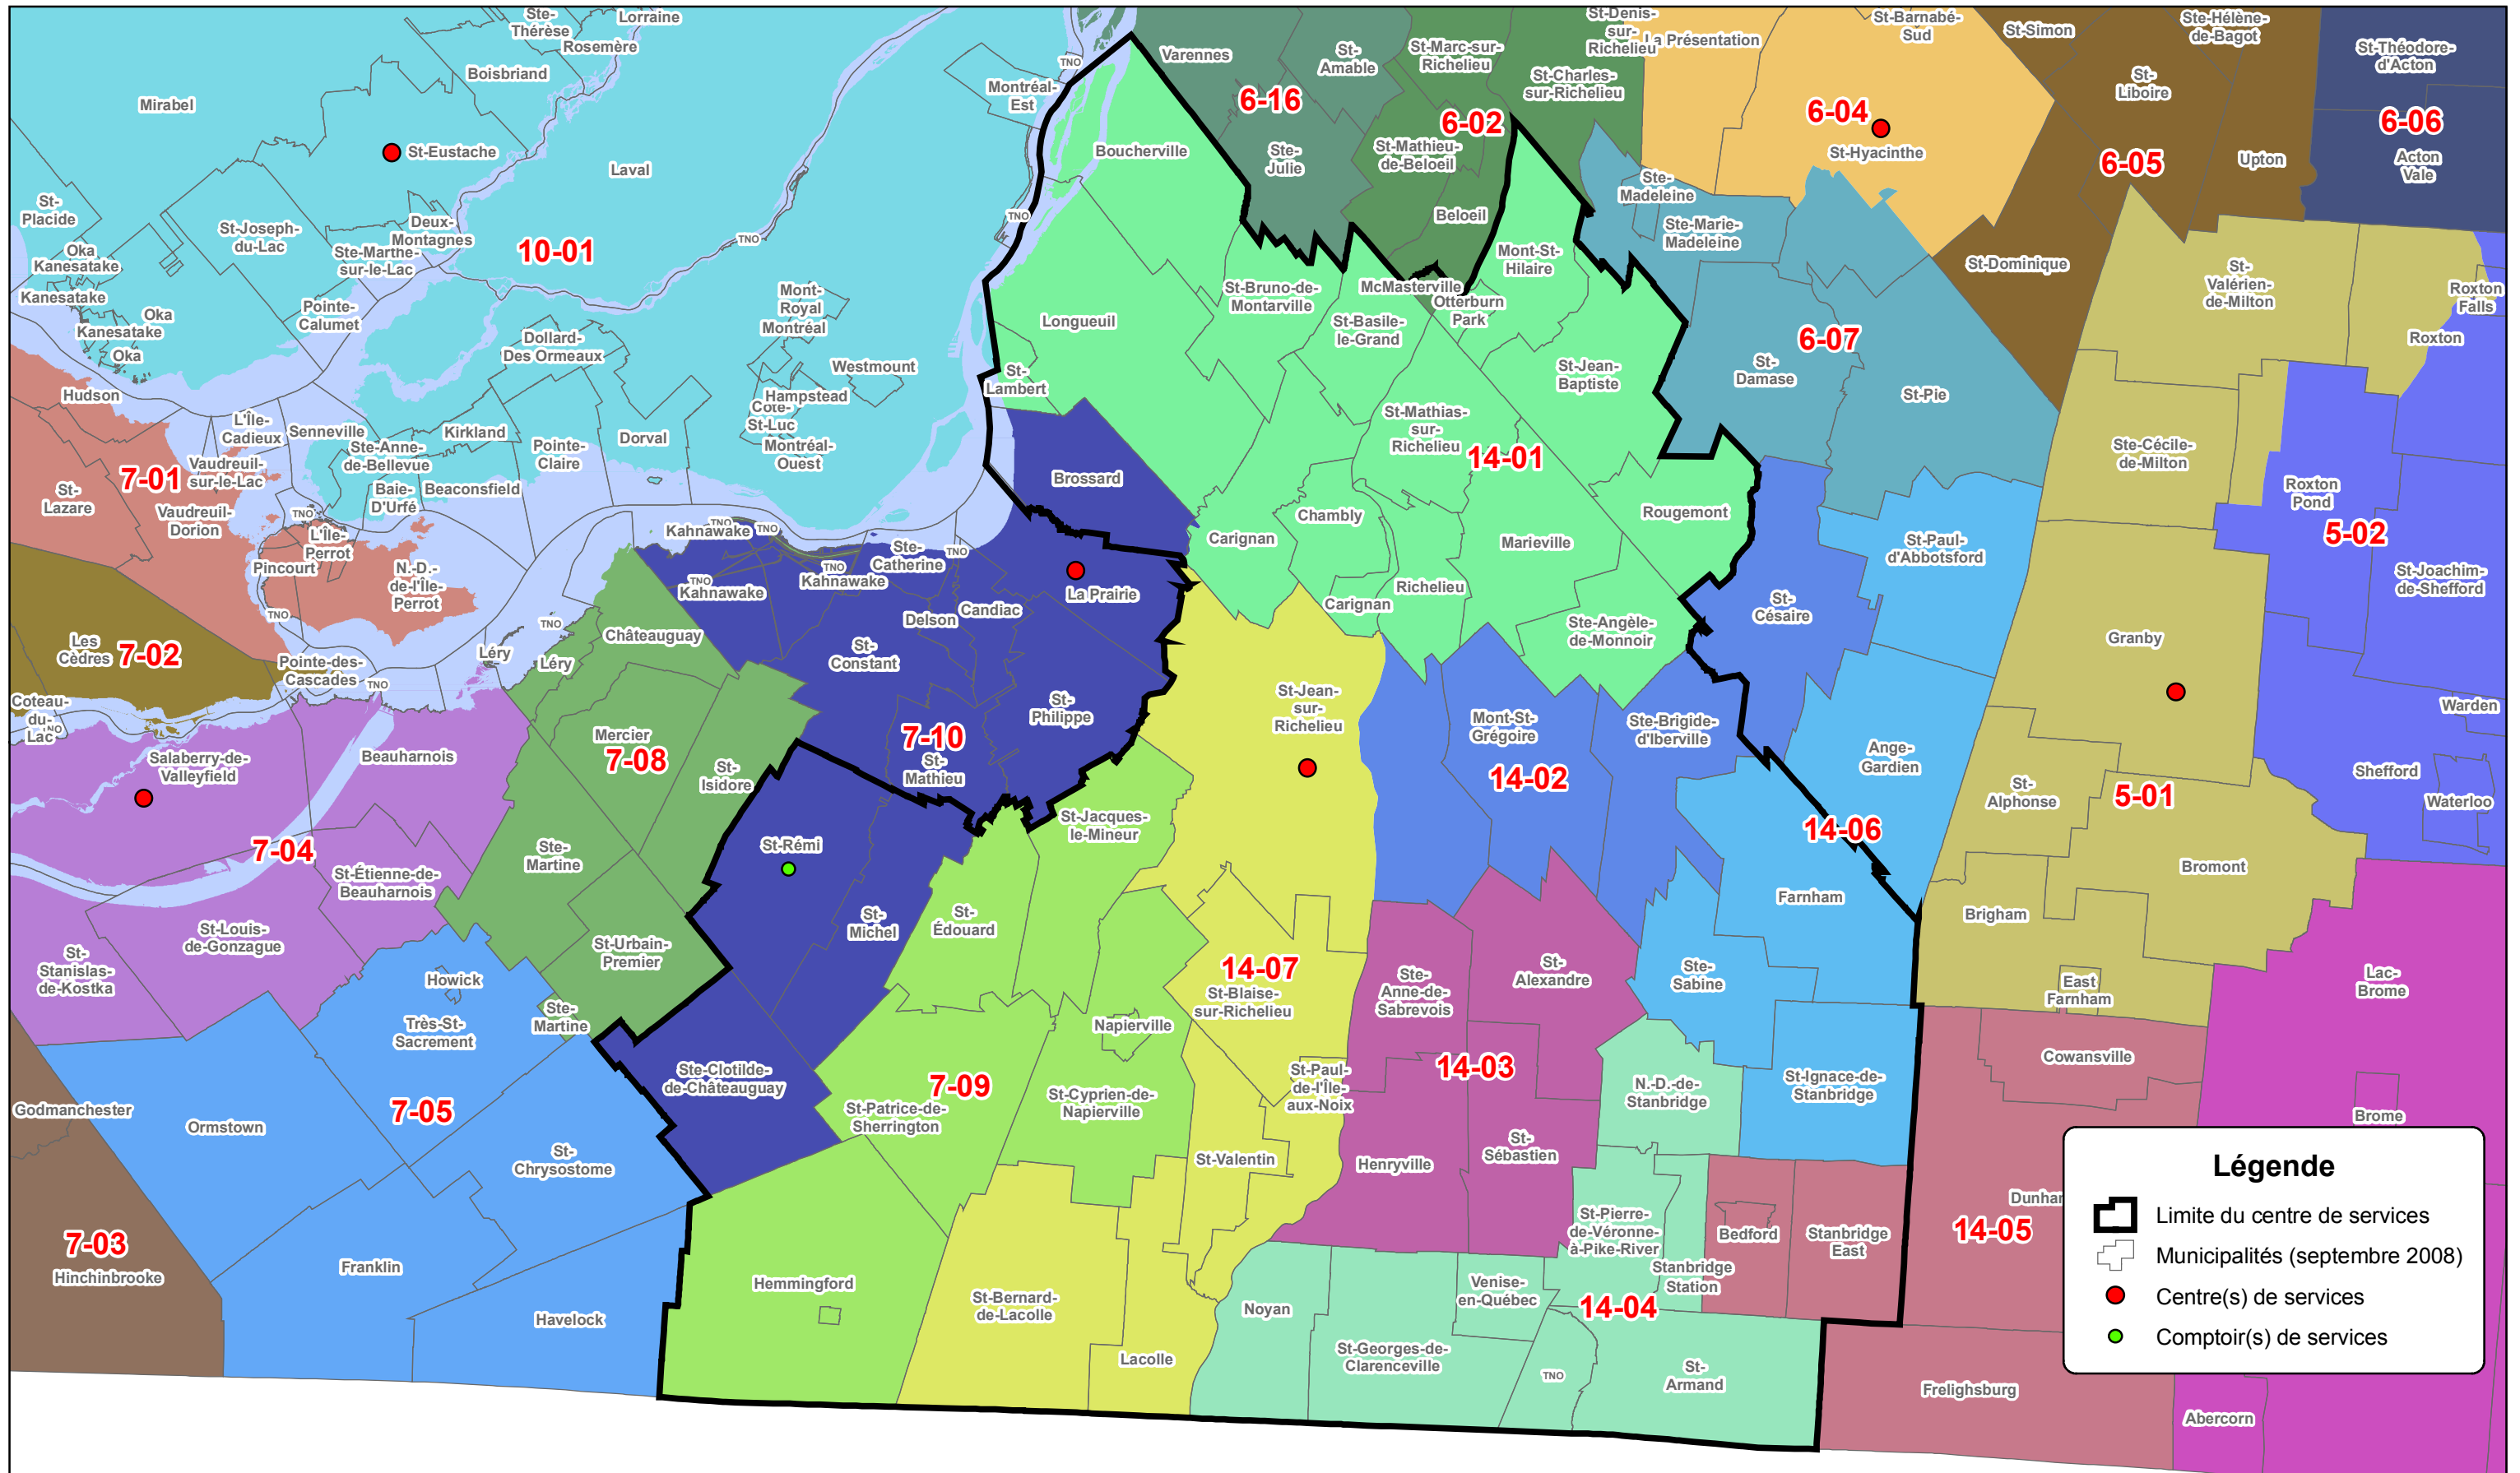 Ste-
Thérèse
Lorraine
Rosemère
Boisbriand
Mirabel
St-Eustache
Laval
St-
Placide
St-Joseph-
du-Lac
Deux-
Montagnes
Ste-Marthe-
sur-le-Lac
Oka
Kanesatake
Kanesatake
Oka
Kanesatake
Oka
Pointe-
Calumet
10-01
TNO
TNO
TNO
Montréal-
Est
Mont-
Royal
Montréal
Dollard-
Des Ormeaux
Westmount
Hampstead
Côte-
St-Luc
Montréal-
Ouest
Dorval
Pointe-
Claire
Kirkland
Senneville
Ste-Anne-
de-Bellevue
Baie-
D'Urfé
Beaconsfield
Hudson
L'Île-
Cadieux
Vaudreuil-
sur-le-Lac
7-01
St-
Lazare
Vaudreuil-
Dorion
TNO
L'Île-
Perrot
Pincourt
N.-D.-
de-l'Île-
Perrot
TNO
Les
Cèdres
7-02
Pointe-des-
Cascades
TNO
Coteau-
du-
Lac
TNO
Varennes
St-
Amable
6-16
Ste-
Julie
St-Marc-sur-
Richelieu
6-02
St-Mathieu-
de-Beloeil
Beloeil
St-Denis-
sur-
Richelieu
St-Charles-
sur-Richelieu
La Présentation
St-Barnabé-
Sud
6-04
St-Hyacinthe
St-Simon
Ste-Hélène-
de-Bagot
St-
Liboire
6-05
Upton
St-Dominique
St-Théodore-
d'Acton
6-06
Acton
Vale
Ste-
Madeleine
Ste-Marie-
Madeleine
6-07
St-
Damase
St-Pie
Boucherville
Longueuil
St-
Lambert
St-Bruno-de-
Montarville
McMasterville
Mont-St-
Hilaire
Otterburn
Park
St-Basile-
le-Grand
St-Jean-
Baptiste
St-Mathias-
sur-
Richelieu
14-01
Rougemont
Carignan
Chambly
Marieville
Richelieu
Carignan
Ste-Angèle-
de-Monnoir
St-
Valérien-
de-Milton
Roxton
Falls
Roxton
Ste-Cécile-
de-Milton
Roxton
Pond
5-02
St-Joachim-
de-Shefford
Granby
Warden
Shefford
Waterloo
St-
Alphonse
5-01
Bromont
Brigham
East
Farnham
Lac-
Brome
Brome
Brossard
Kahnawake
TNO
TNO
TNO
Kahnawake
TNO
Kahnawake
Ste-
Catherine
TNO
La Prairie
Candiac
Delson
St-
Constant
St-
Philippe
7-10
St-
Mathieu
TNO
Léry
Léry
Châteauguay
Mercier
7-08
St-
Isidore
Ste-
Martine
St-Urbain-
Premier
Ste-
Martine
Salaberry-de-
Valleyfield
Beauharnois
7-04
St-Étienne-de-
Beauharnois
St-Louis-
de-Gonzague
St-
Stanislas-
de-Kostka
Howick
Très-St-
Sacrement
7-05
Ormstown
St-
Chrysostome
Godmanchester
7-03
Hinchinbrooke
Franklin
Havelock
St-Rémi
St-
Michel
Ste-Clotilde-
de-Châteauguay
St-Jacques-
le-Mineur
St-
Édouard
Napierville
7-09
St-Patrice-de-
Sherrington
St-Cyprien-de-
Napierville
Hemmingford
St-Jean-
sur-
Richelieu
14-07
St-Blaise-
sur-Richelieu
St-Paul-
de-l'Île-
aux-Noix
St-Valentin
St-Bernard-
de-Lacolle
Lacolle
Mont-St-
Grégoire
Ste-Brigide-
d'Iberville
14-02
St-
Césaire
St-Paul-
d'Abbotsford
Ange-
Gardien
14-06
Farnham
Ste-
Sabine
St-Ignace-de-
Stanbridge
Ste-
Anne-de-
Sabrevois
St-
Alexandre
14-03
Henryville
St-
Sébastien
N.-D.-de-
Stanbridge
St-Pierre-
de-Véronne-
à-Pike-River
Stanbridge
Station
14-04
Noyan
Venise-
en-Québec
St-Georges-de-
Clarenceville
TNO
St-
Armand
Bedford
Stanbridge
East
Cowansville
Dunhar
14-05
Frelighsburg
Abercorn
Légende
Limite du centre de services
Municipalités (septembre 2008)
Centre(s) de services
Comptoir(s) de services